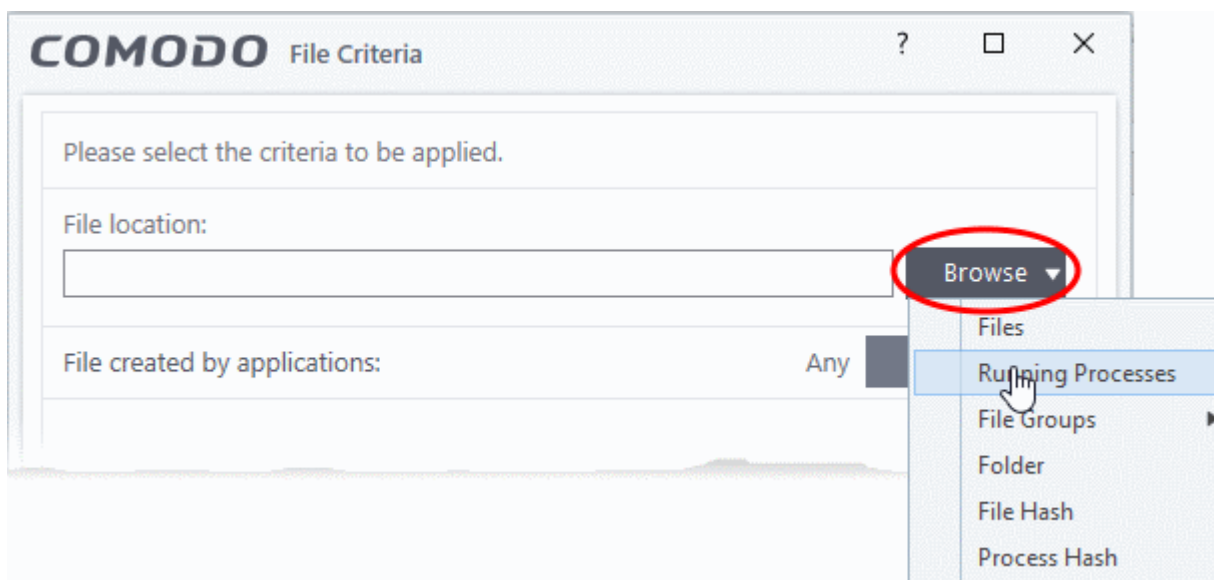 COMODO File Criteria ?
Please select the criteria to be applied.
File location:
Browse
Files
File created by applications: Any
Running Processes
File Groups
Folder
File Hash
Process Hash